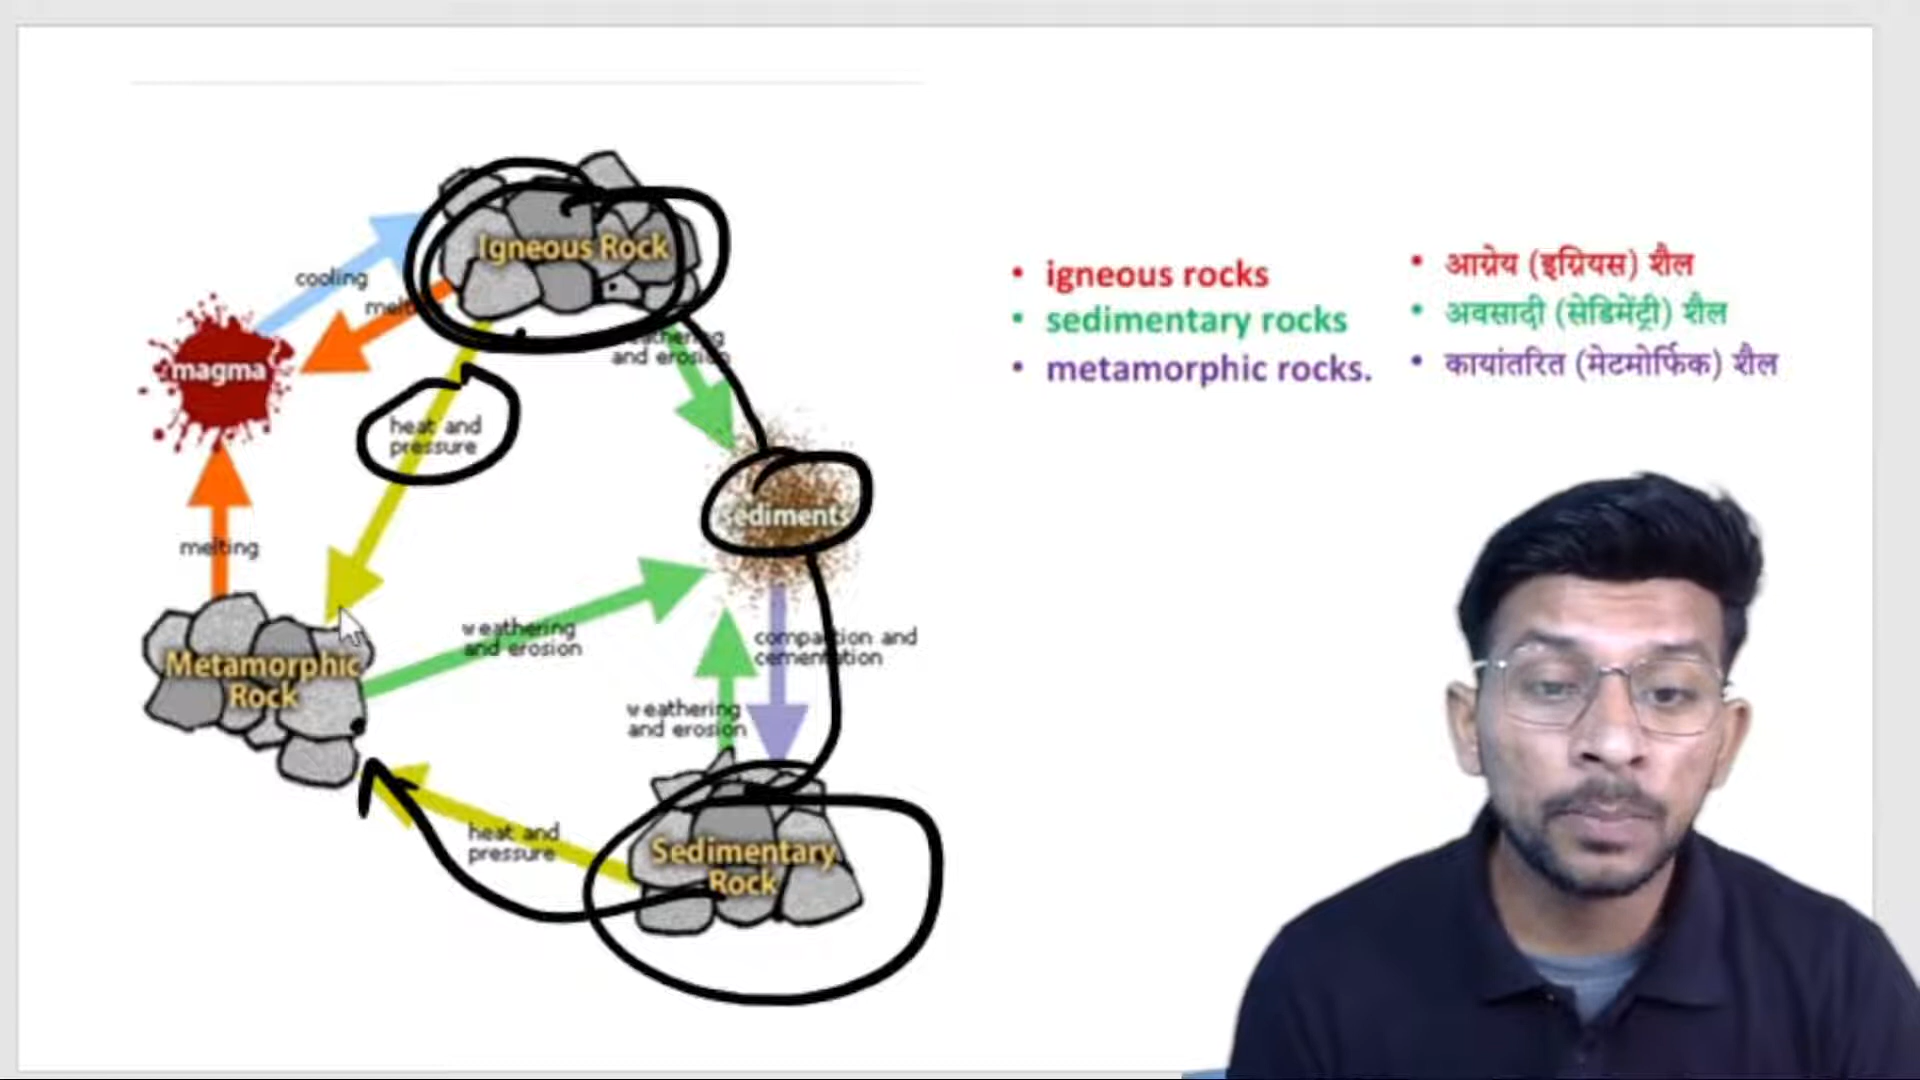 Igneous Rock
cooling
and erosion
magma
heat and
pressure
sediments
melting
weathering
and erosion
compaction and
cementation
Metamorphic
Rock
weathering
and erosion
heat and
pressure
Sedimentary
Rock
• igneous rocks
• sedimentary rocks
• metamorphic rocks.
• आग्नेय (इग्नियस) शैल
• अवसादी (सेडिमेंट्री) शैल
• कायांतरित (मेटमोर्फिक) शैल